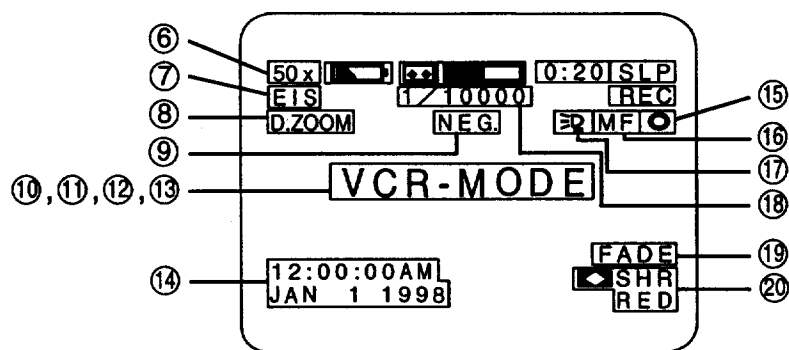 ⑥
50x 0:20 SLP
⑦
EIS 1/10000 REC
⑧
D.ZOOM NEG. MF
⑨
⑩,⑪,⑫,⑬
VCR-MODE
⑭
12:00:00AM
JAN 1 1998
FADE
SHR
RED
⑮
⑯
⑰
⑱
⑲
⑳